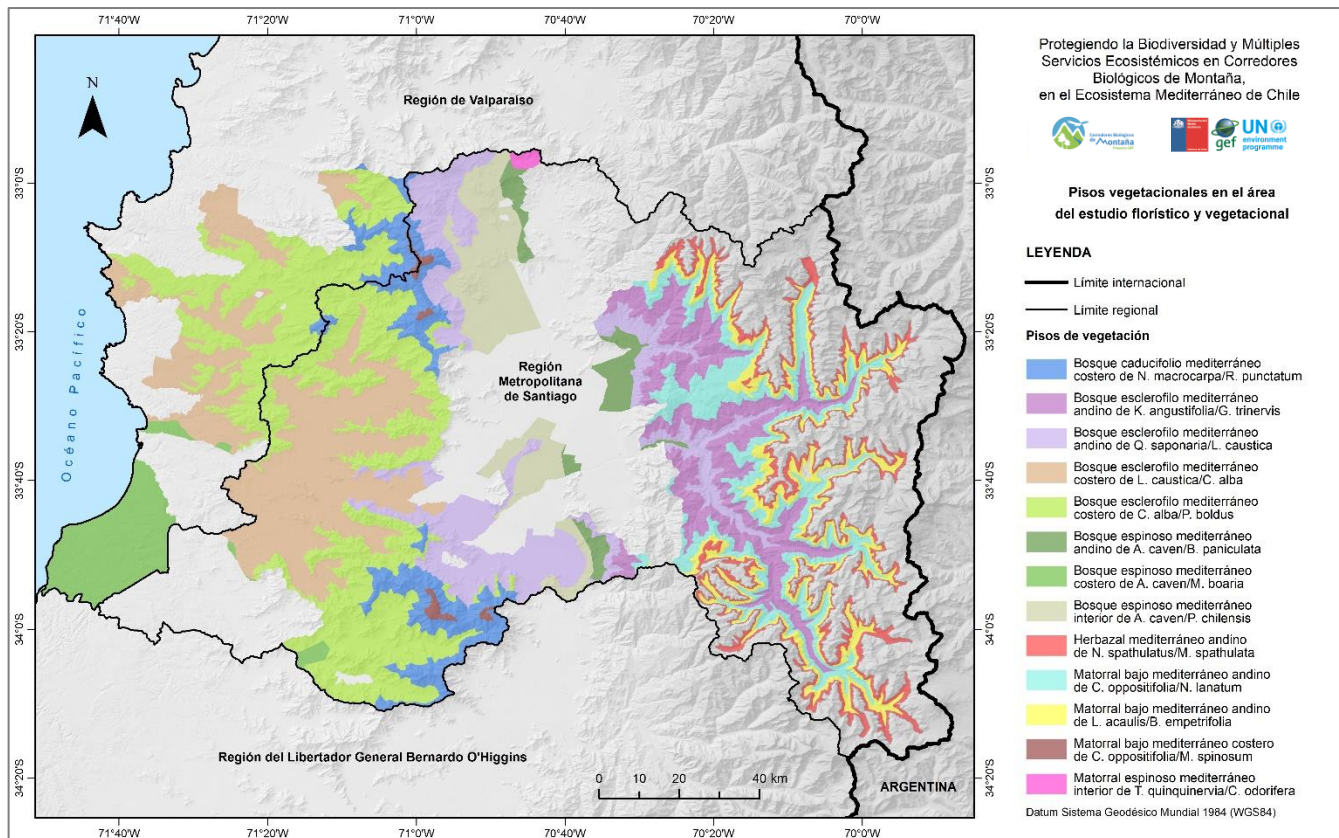 71°40'W
71°20'W
71°0'W
70°40'W
70°20'W
70°0'W
N
Región de Valparaíso
33°0'S
33°0'S
33°20'S
33°20'S
Océano Pacífico
Región
Metropolitana
de Santiago
33°40'S
33°40'S
34°0'S
34°0'S
Región del Libertador General Bernardo O'Higgins
0 10 20 40 km
ARGENTINA
34°20'S
34°20'S
71°40'W
71°20'W
71°0'W
70°40'W
70°20'W
70°0'W
Protegiendo la Biodiversidad y Múltiples
Servicios Ecosistémicos en Corredores
Biológicos de Montaña,
en el Ecosistema Mediterráneo de Chile
Corredores Biológicos
de Montaña
gef
UN
environment
programme
Pisos vegetacionales en el área
del estudio florístico y vegetacional
LEYENDA
Límite internacional
Límite regional
Pisos de vegetación
Bosque caducifolio mediterráneo
costero de N. macrocarpa/R. punctatum
Bosque esclerofilo mediterráneo
andino de K. angustifolia/G. trinervis
Bosque esclerofilo mediterráneo
andino de Q. saponaria/L. caustica
Bosque esclerofilo mediterráneo
costero de L. caustica/C. alba
Bosque esclerofilo mediterráneo
costero de C. alba/P. boldus
Bosque espinoso mediterráneo
andino de A. caven/B. paniculata
Bosque espinoso mediterráneo
costero de A. caven/M. boaria
Bosque espinoso mediterráneo
interior de A. caven/P. chilensis
Herbazal mediterráneo andino
de N. spathulatus/M. spathulata
Matorral bajo mediterráneo andino
de C. oppositifolia/N. lanatum
Matorral bajo mediterráneo andino
de L. acaulis/B. empetrifolia
Matorral bajo mediterráneo costero
de C. oppositifolia/M. spinosum
Matorral espinoso mediterráneo
interior de T. quinquinervia/C. odorifera
Datum Sistema Geodésico Mundial 1984 (WGS84)